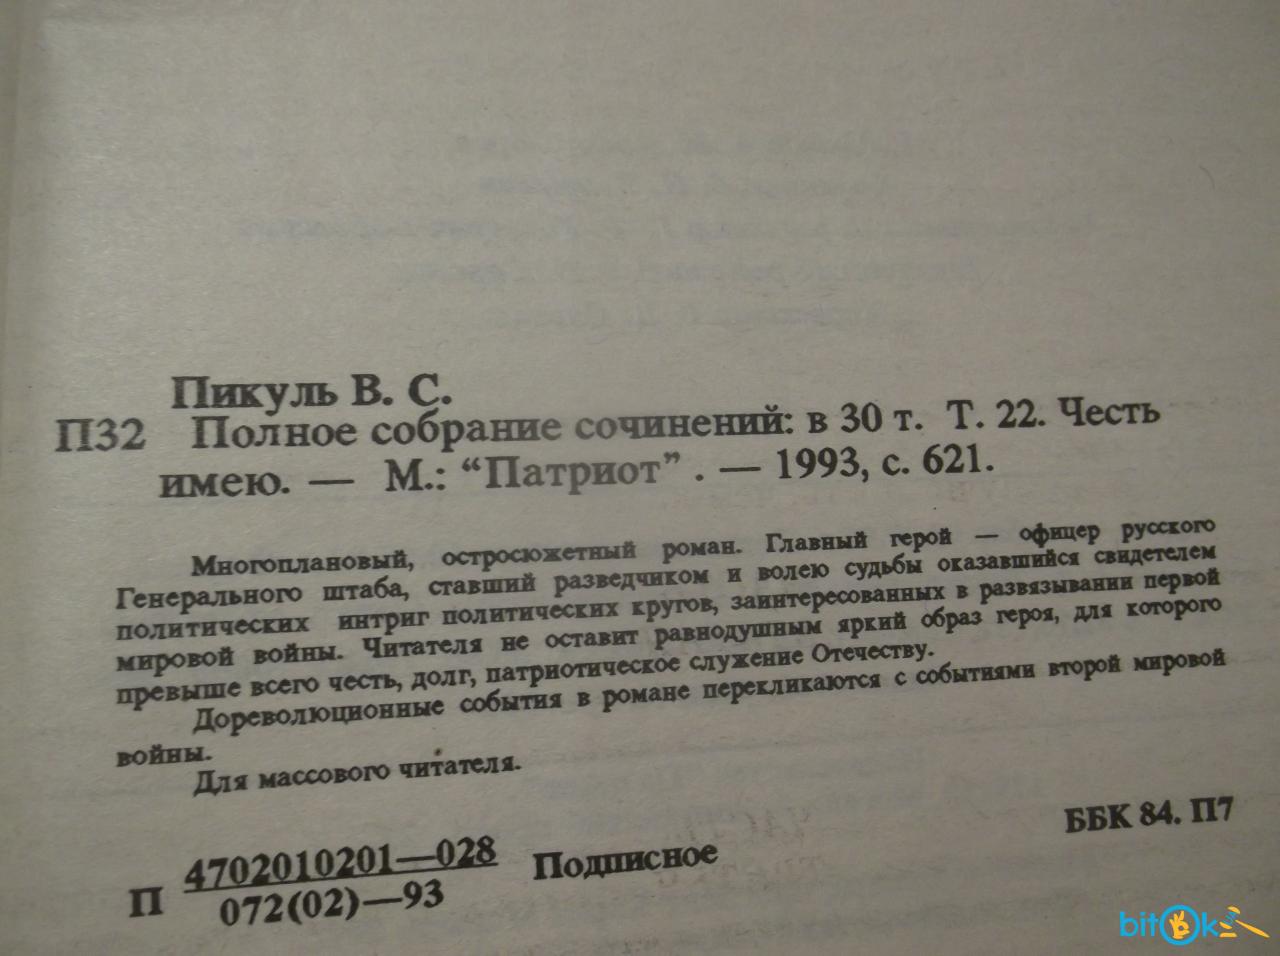 Пикуль В. С.
П32 Полное собрание сочинений: в 30 т. Т. 22. Честь
имею. — М.: “Патриот” . — 1993, с. 621.
Многоплановый, остросюжетный роман. Главный герой — офицер русского
Генерального штаба, ставший разведчиком и волею судьбы оказавшийся свидетелем
политических интриг политических кругов, заинтересованных в развязывании первой
мировой войны. Читателя не оставит равнодушным яркий образ героя, для которого
превыше всего честь, долг, патриотическое служение Отечеству.
Дореволюционные события в романе перекликаются с событиями второй мировой
войны.
Для массового читателя.
П 4702010201—028 Подписное ББК 84. П7
072(02)—93
bitOk